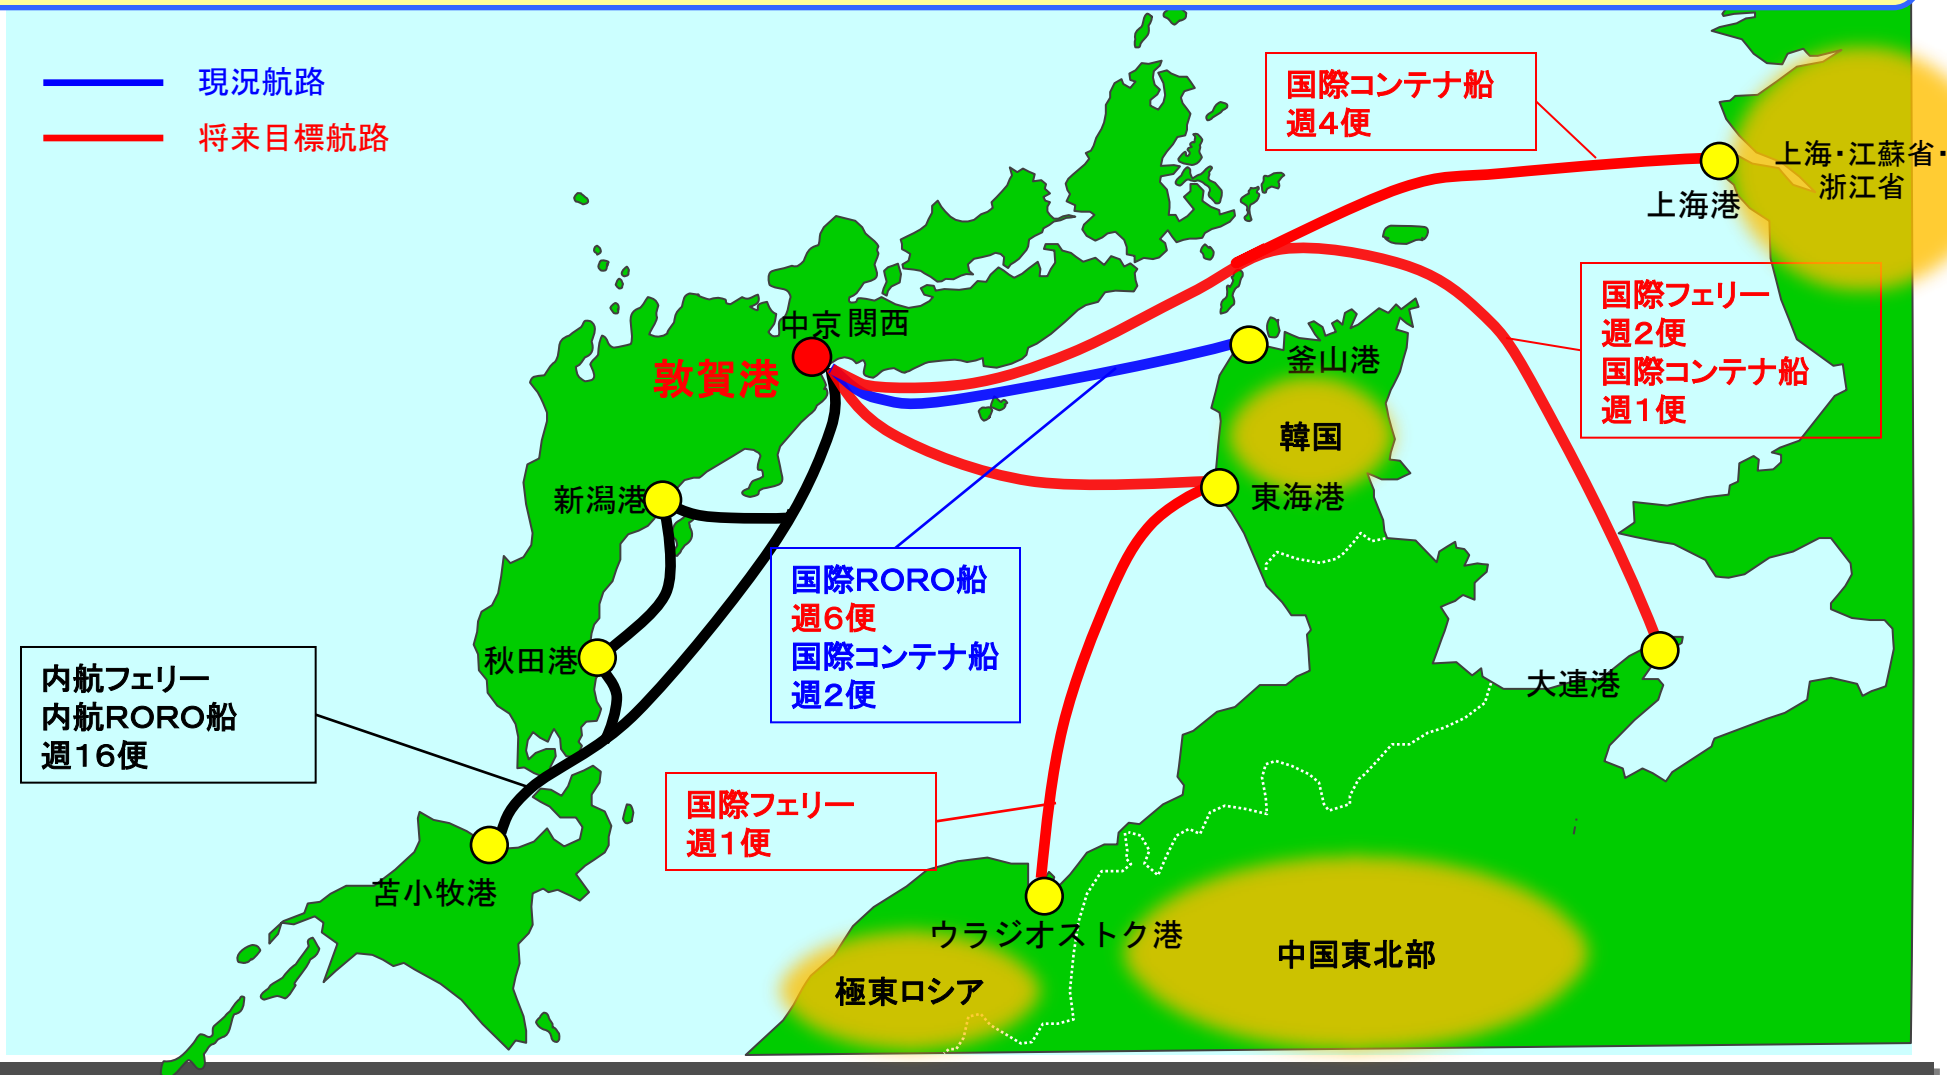 現況航路
将来目標航路
国際コンテナ船
週４便
上海・江蘇省・
浙江省
上海港
国際フェリー
週２便
国際コンテナ船
週１便
中京
関西
敦賀港
釜山港
韓国
東海港
新潟港
国際ＲＯＲＯ船
週６便
国際コンテナ船
週２便
秋田港
大連港
内航フェリー
内航ＲＯＲＯ船
週１６便
国際フェリー
週１便
苫小牧港
ウラジオストク港
中国東北部
極東ロシア